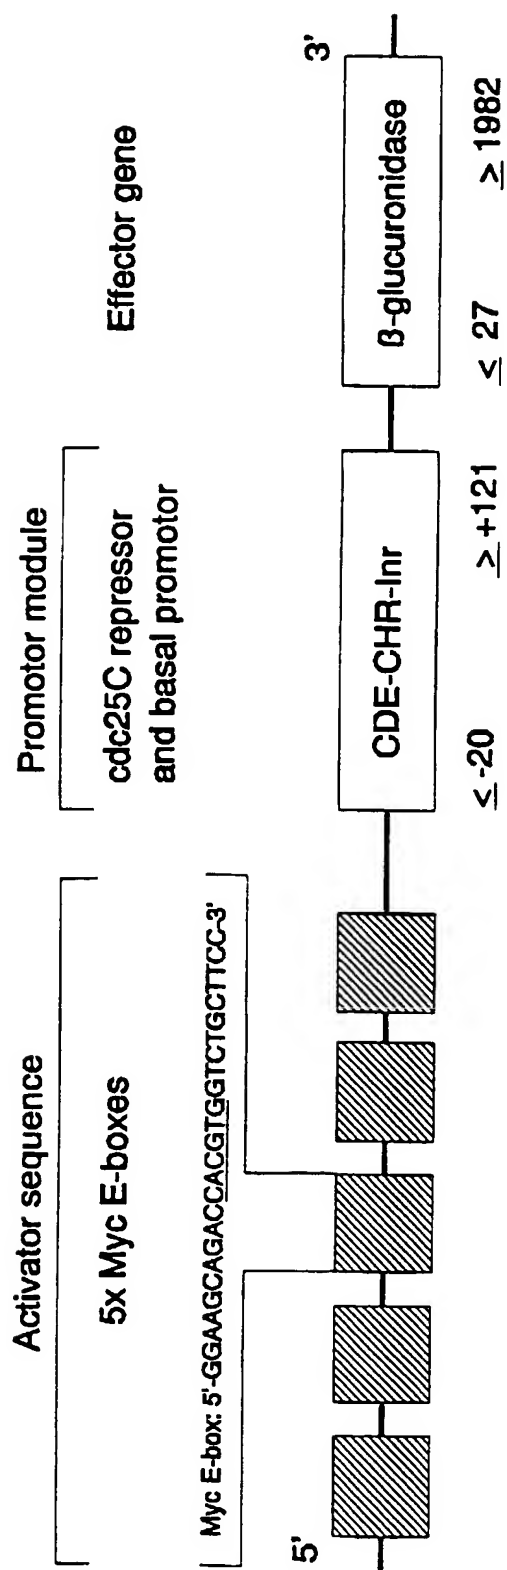 Activator sequence
5x Myc E-boxes
Myc E-box: 5'-GGAAGCAGACCACGTGGTCTGCTTCC-3'
Promotor module
cdc25C repressor
and basal promotor
Effector gene
5'
CDE-CHR-Inr
ß-glucuronidase
3'
≤ -20
≥ +121
≤ 27
≥ 1982